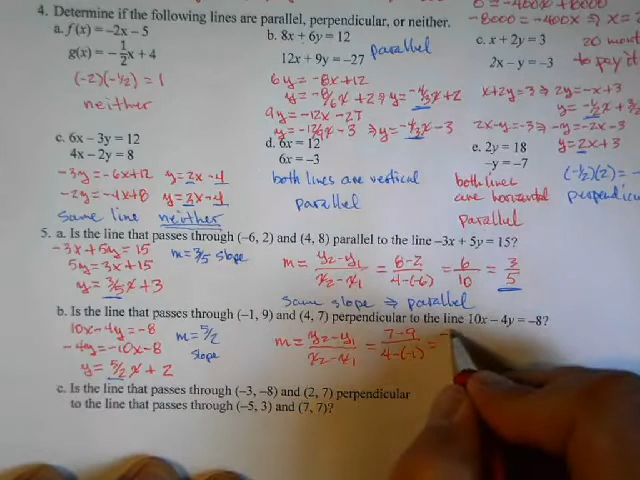 0 = -400x + 8000
-8000 = -400x ⇒ x =
20
to pay it
4. Determine if the following lines are parallel, perpendicular, or neither.
a. f(x) = -2x - 5
g(x) = -1/2x + 4
(-2)(-1/2) = 1
neither
b. 8x + 6y = 12
12x + 9y = -27
parallel
6y = -8x+12
y = -8/6x + 2 ⇒ y = -4/3x + 2
9y = -12x - 27
y = -12/9x - 3 ⇒ y = -4/3x - 3
c. x + 2y = 3
2x - y = -3
x+2y=3 ⇒ 2y = -x+3
y = -1/2x + 3/2
2x-y=-3 ⇒ -y = -2x-3
y = 2x+3
(-1/2)(2) = -
c. 6x - 3y = 12
4x - 2y = 8
-3y = -6x+12 y = 2x-4
-2y = -4x+8 y = 2x-4
same line neither
d. 6x = 12
6x = -3
both lines are vertical
parallel
e. 2y = 18
-y = -7
both lines
are horizontal
parallel
5. a. Is the line that passes through (-6, 2) and (4, 8) parallel to the line -3x + 5y = 15?
-3x + 5y = 15 m = 3/5 slope
5y = 3x + 15
y = 3/5x + 3
m = y2-y1/x2-x1 = 8-2/4-(-6) = 6/10 = 3/5
same slope ⇒ parallel
b. Is the line that passes through (-1, 9) and (4, 7) perpendicular to the line 10x - 4y = -8?
10x - 4y = -8 m = 5/2
-4y = -10x - 8 slope
y = 5/2x + 2
m = y2-y1/x2-x1 = 7-9/4-(-1) = -
c. Is the line that passes through (-3, -8) and (2, 7) perpendicular
to the line that passes through (-5, 3) and (7, 7)?